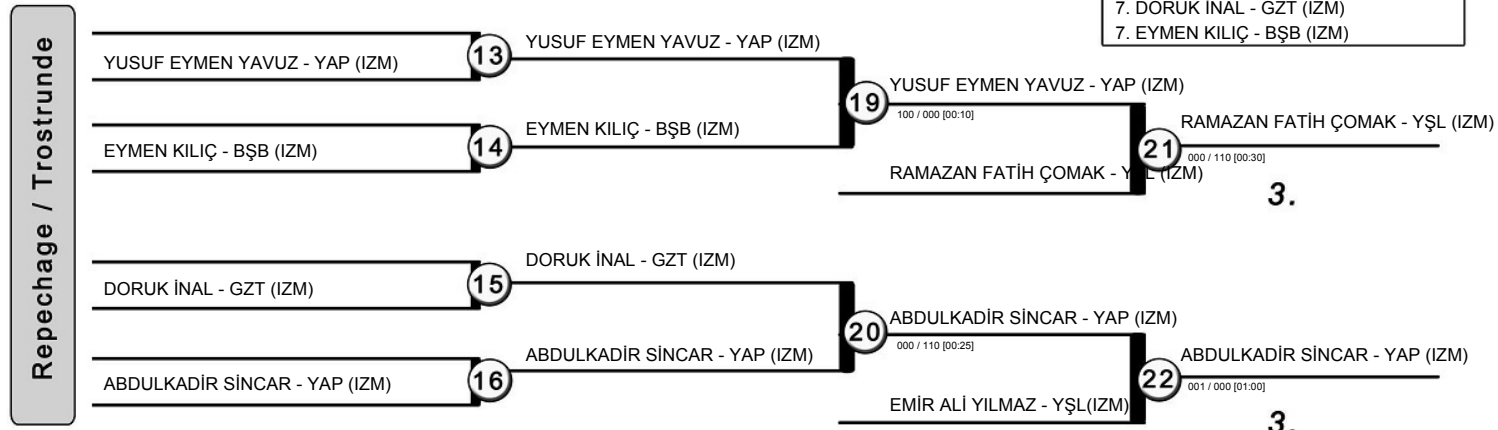 7. DORUK İNAL - GZT (IZM)
7. EYMEN KILIÇ - BŞB (IZM)
Repechage / Trostrunde
YUSUF EYMEN YAVUZ - YAP (IZM)
13
YUSUF EYMEN YAVUZ - YAP (IZM)
EYMEN KILIÇ - BŞB (IZM)
14
EYMEN KILIÇ - BŞB (IZM)
19
YUSUF EYMEN YAVUZ - YAP (IZM)
100 / 000 [00:10]
RAMAZAN FATİH ÇOMAK - YŞL (IZM)
21
RAMAZAN FATİH ÇOMAK - YŞL (IZM)
000 / 110 [00:30]
3.
DORUK İNAL - GZT (IZM)
15
DORUK İNAL - GZT (IZM)
ABDULKADİR SİNCAR - YAP (IZM)
16
ABDULKADİR SİNCAR - YAP (IZM)
20
ABDULKADİR SİNCAR - YAP (IZM)
000 / 110 [00:25]
EMİR ALİ YILMAZ - YŞL(IZM)
22
ABDULKADİR SİNCAR - YAP (IZM)
001 / 000 [01:00]
3.